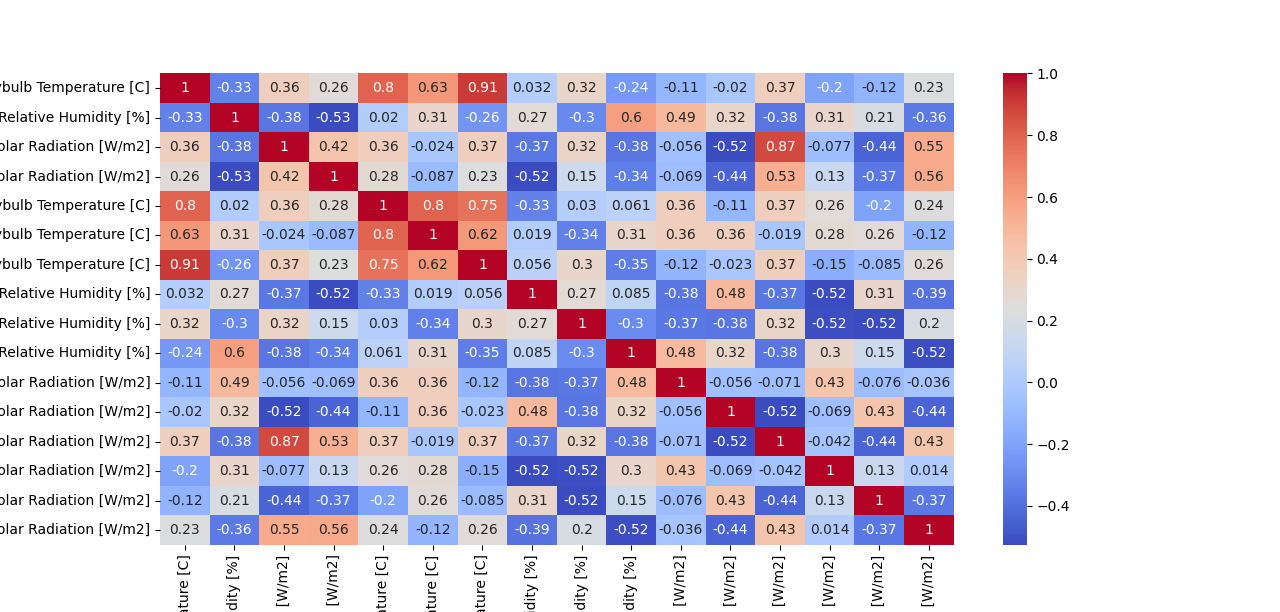 ybulb Temperature [C] 1 -0.33 0.36 0.26 0.8 0.63 0.91 0.032 0.32 -0.24 -0.11 -0.02 0.37 -0.2 -0.12 0.23
Relative Humidity [%] -0.33 1 -0.38 -0.53 0.02 0.31 -0.26 0.27 -0.3 0.6 0.49 0.32 -0.38 0.31 0.21 -0.36
olar Radiation [W/m2] 0.36 -0.38 1 0.42 0.36 -0.024 0.37 -0.37 0.32 -0.38 -0.056 -0.52 0.87 -0.077 -0.44 0.55
olar Radiation [W/m2] 0.26 -0.53 0.42 1 0.28 -0.087 0.23 -0.52 0.15 -0.34 -0.069 -0.44 0.53 0.13 -0.37 0.56
ybulb Temperature [C] 0.8 0.02 0.36 0.28 1 0.8 0.75 -0.33 0.03 0.061 0.36 -0.11 0.37 0.26 -0.2 0.24
ybulb Temperature [C] 0.63 0.31 -0.024 -0.087 0.8 1 0.62 0.019 -0.34 0.31 0.36 0.36 -0.019 0.28 0.26 -0.12
ybulb Temperature [C] 0.91 -0.26 0.37 0.23 0.75 0.62 1 0.056 0.3 -0.35 -0.12 -0.023 0.37 -0.15 -0.085 0.26
Relative Humidity [%] 0.032 0.27 -0.37 -0.52 -0.33 0.019 0.056 1 0.27 0.085 -0.38 0.48 -0.37 -0.52 0.31 -0.39
Relative Humidity [%] 0.32 -0.3 0.32 0.15 0.03 -0.34 0.3 0.27 1 -0.3 -0.37 -0.38 0.32 -0.52 -0.52 0.2
Relative Humidity [%] -0.24 0.6 -0.38 -0.34 0.061 0.31 -0.35 0.085 -0.3 1 0.48 0.32 -0.38 0.3 0.15 -0.52
olar Radiation [W/m2] -0.11 0.49 -0.056 -0.069 0.36 0.36 -0.12 -0.38 -0.37 0.48 1 -0.056 -0.071 0.43 -0.076 -0.036
olar Radiation [W/m2] -0.02 0.32 -0.52 -0.44 -0.11 0.36 -0.023 0.48 -0.38 0.32 -0.056 1 -0.52 -0.069 0.43 -0.44
olar Radiation [W/m2] 0.37 -0.38 0.87 0.53 0.37 -0.019 0.37 -0.37 0.32 -0.38 -0.071 -0.52 1 -0.042 -0.44 0.43
olar Radiation [W/m2] -0.2 0.31 -0.077 0.13 0.26 0.28 -0.15 -0.52 -0.52 0.3 0.43 -0.069 -0.042 1 0.13 0.014
olar Radiation [W/m2] -0.12 0.21 -0.44 -0.37 -0.2 0.26 -0.085 0.31 -0.52 0.15 -0.076 0.43 -0.44 0.13 1 -0.37
olar Radiation [W/m2] 0.23 -0.36 0.55 0.56 0.24 -0.12 0.26 -0.39 0.2 -0.52 -0.036 -0.44 0.43 0.014 -0.37 1
ature [C]
dity [%]
[W/m2]
[W/m2]
ature [C]
ature [C]
ature [C]
idity [%]
dity [%]
dity [%]
[W/m2]
[W/m2]
[W/m2]
[W/m2]
[W/m2]
[W/m2]
1.0
0.8
0.6
0.4
0.2
0.0
−0.2
−0.4